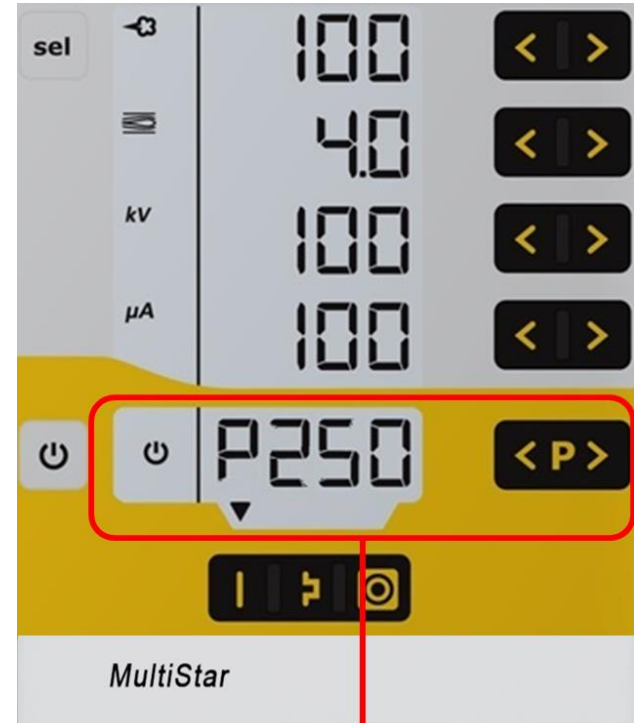 sel 100 < >
4.0 < >
kV 100 < >
µA 100 < >
P250 < P >
MultiStar